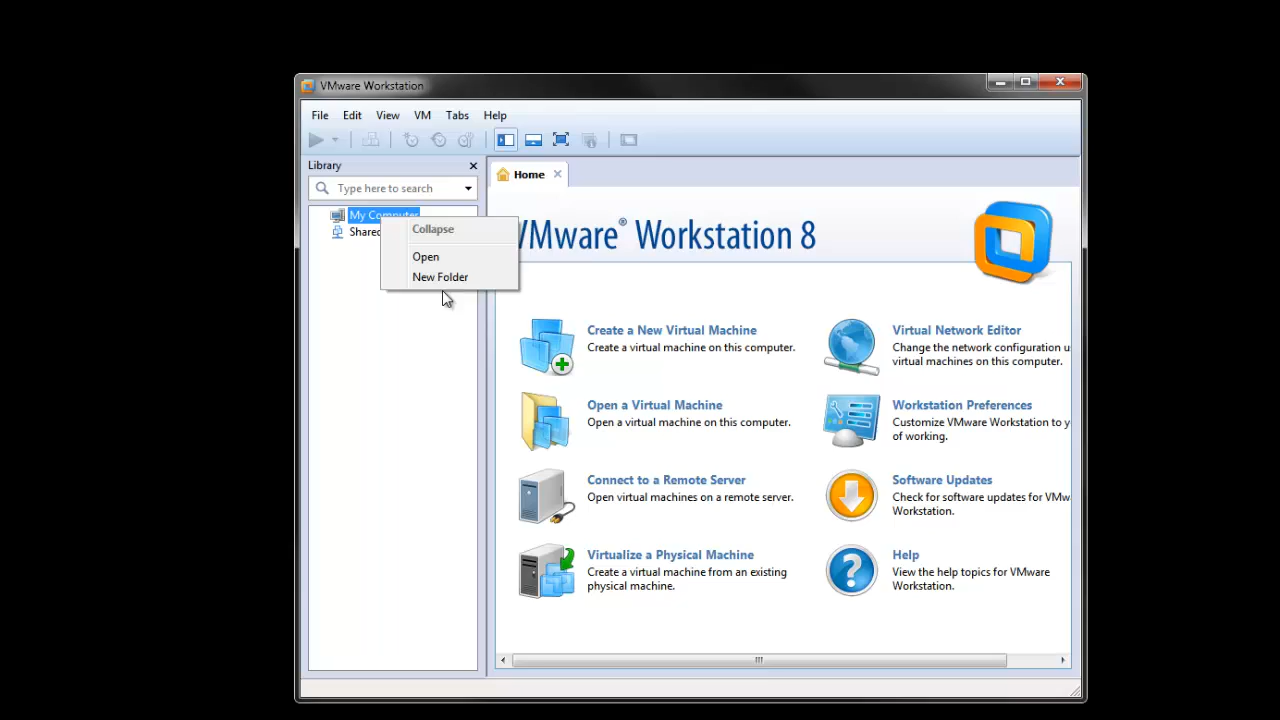 VMware Workstation
File Edit View VM Tabs Help
Library
Home
Type here to search
My Computer
Shared
Collapse
Open
New Folder
VMware® Workstation 8
Create a New Virtual Machine
Create a virtual machine on this computer.
Virtual Network Editor
Change the network configuration u
virtual machines on this computer.
Open a Virtual Machine
Open a virtual machine on this computer.
Workstation Preferences
Customize VMware Workstation to y
of working.
Connect to a Remote Server
Open virtual machines on a remote server.
Software Updates
Check for software updates for VMw
Workstation.
Virtualize a Physical Machine
Create a virtual machine from an existing
physical machine.
Help
View the help topics for VMware
Workstation.